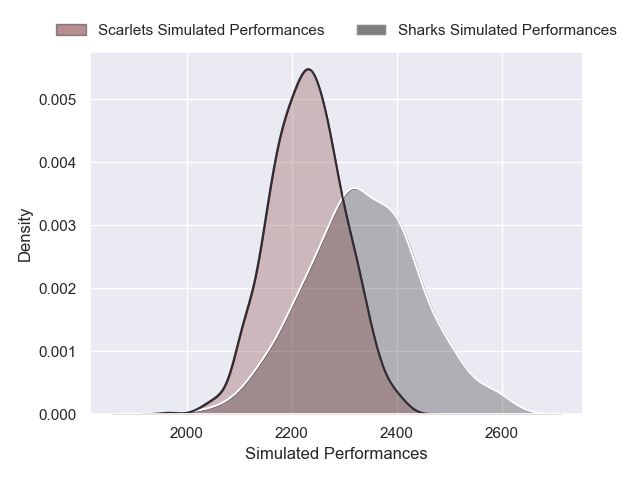 Scarlets Simulated Performances
Sharks Simulated Performances
0.005
0.004
0.003
0.002
0.001
0.000
Density
2000
2200
2400
2600
Simulated Performances